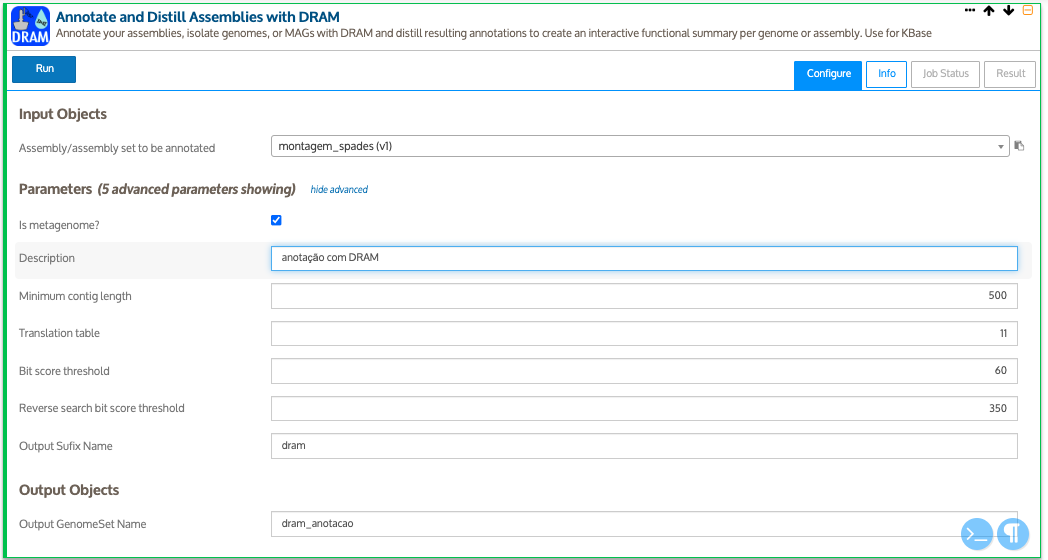 DRAM
Annotate and Distill Assemblies with DRAM
Annotate your assemblies, isolate genomes, or MAGs with DRAM and distill resulting annotations to create an interactive functional summary per genome or assembly. Use for KBase
Run
Configure
Info
Job Status
Result
Input Objects
Assembly/assembly set to be annotated
montagem_spades (v1)
Parameters (5 advanced parameters showing) hide advanced
Is metagenome?
Description
anotação com DRAM
Minimum contig length
500
Translation table
11
Bit score threshold
60
Reverse search bit score threshold
350
Output Sufix Name
dram
Output Objects
Output GenomeSet Name
dram_anotacao